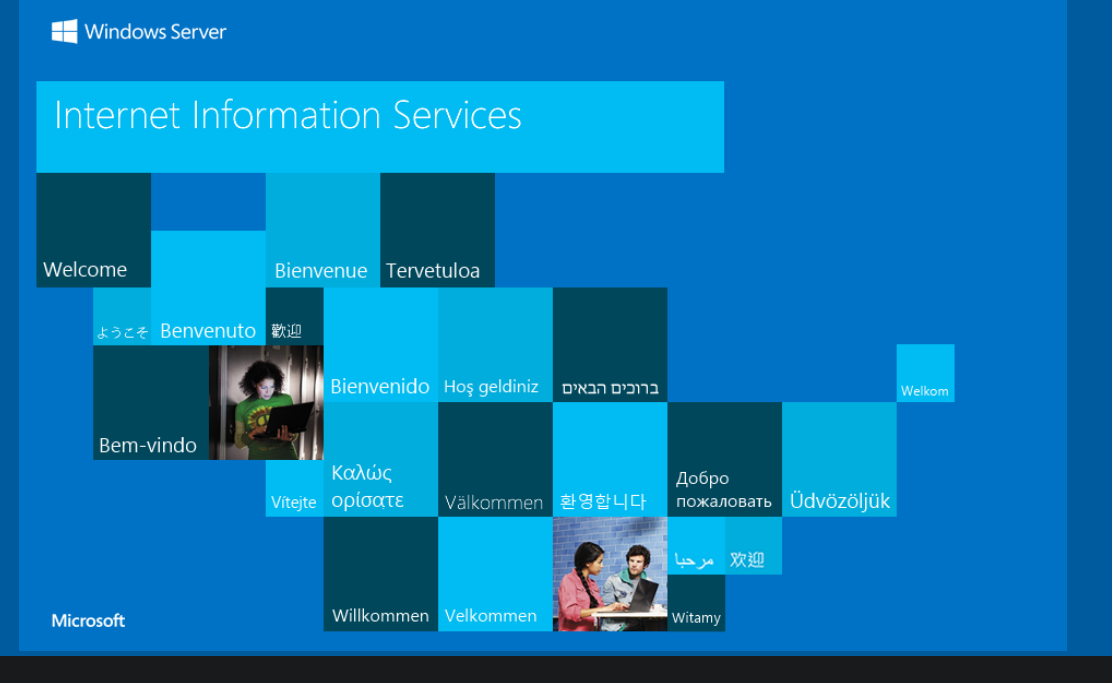 Windows Server
Internet Information Services
Welcome
Bienvenue
Tervetuloa
ようこそ
Benvenuto
歡迎
Bienvenido
Hoş geldiniz
ברוכים הבאים
Welkom
Bem-vindo
Vítejte
Καλώς
ορίσατε
Välkommen
환영합니다
Добро
пожаловать
Üdvözöljük
مرحبا
欢迎
Willkommen
Velkommen
Witamy
Microsoft